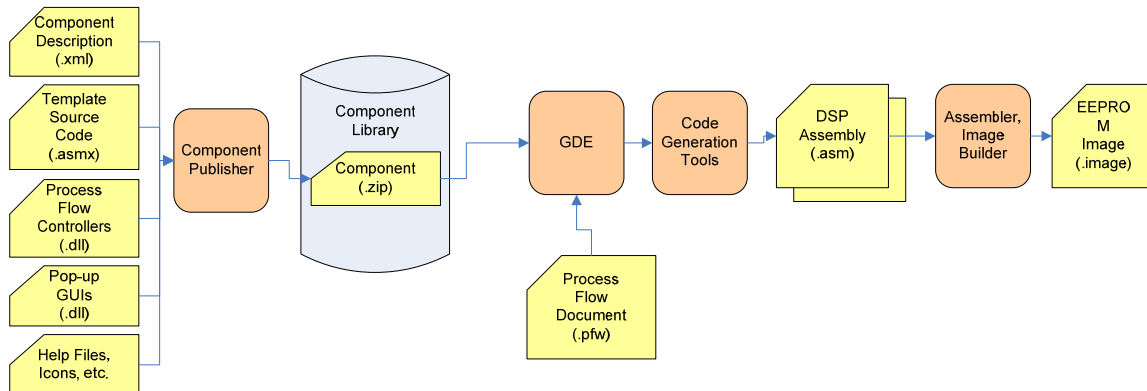 Component
Description
(.xml)
Template
Source
Code
(.asmx)
Process
Flow
Controllers
(.dll)
Pop-up
GUIs
(.dll)
Help Files,
Icons, etc.
Component
Publisher
Component
Library
Component
(.zip)
GDE
Process
Flow
Document
(.pfw)
Code
Generation
Tools
DSP
Assembly
(.asm)
Assembler,
Image
Builder
EEPRO
M
Image
(.image)